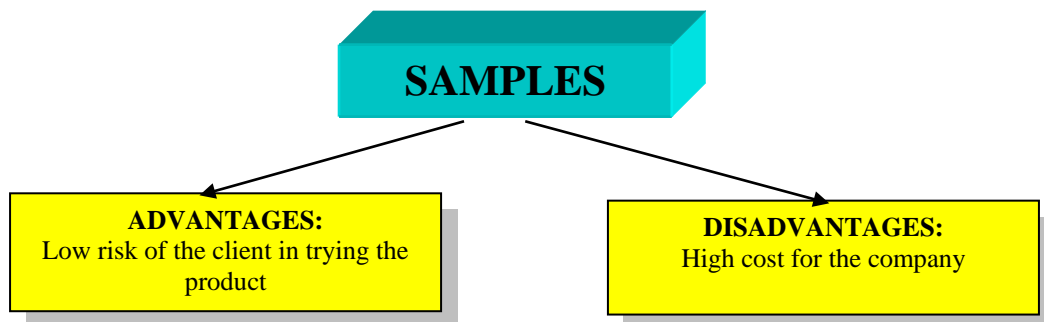 SAMPLES
ADVANTAGES:
Low risk of the client in trying the
product
DISADVANTAGES:
High cost for the company